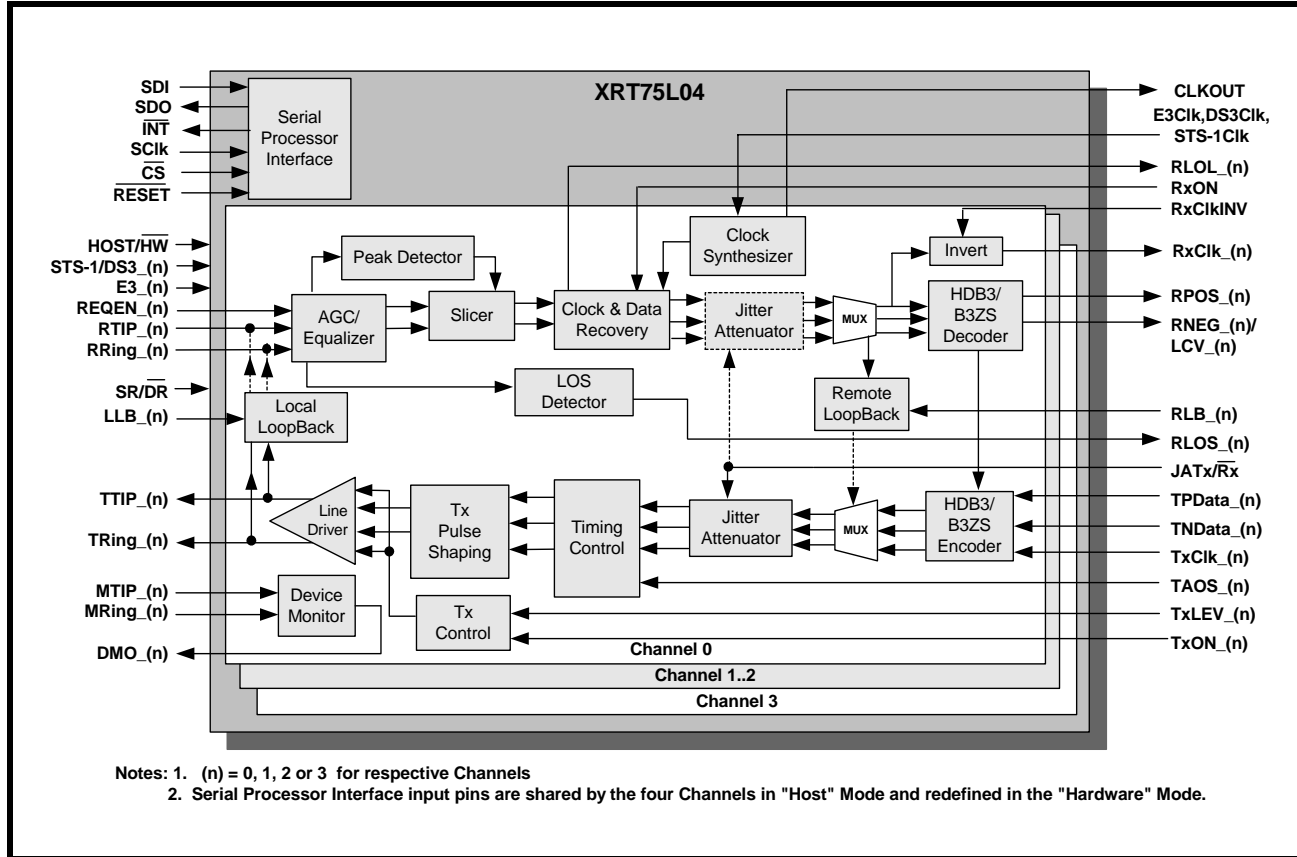 XRT75L04
SDI
SDO
INT
SClk
CS
RESET
Serial
Processor
Interface
CLKOUT
E3Clk,DS3Clk,
STS-1Clk
RLOL_(n)
RxON
RxClkINV
HOST/HW
STS-1/DS3_(n)
E3_(n)
REQEN_(n)
RTIP_(n)
RRing_(n)
SR/DR
LLB_(n)
Peak Detector
AGC/
Equalizer
Slicer
Clock & Data
Recovery
Clock
Synthesizer
Jitter
Attenuator
MUX
Invert
HDB3/
B3ZS
Decoder
RxClk_(n)
RPOS_(n)
RNEG_(n)/
LCV_(n)
LOS
Detector
Remote
LoopBack
Local
LoopBack
RLB_(n)
RLOS_(n)
JATx/Rx
TTIP_(n)
TRing_(n)
MTIP_(n)
MRing_(n)
DMO_(n)
Line
Driver
Tx
Pulse
Shaping
Timing
Control
Jitter
Attenuator
MUX
HDB3/
B3ZS
Encoder
TPData_(n)
TNData_(n)
TxClk_(n)
TAOS_(n)
TxLEV_(n)
TxON_(n)
Device
Monitor
Tx
Control
Channel 0
Channel 1..2
Channel 3
Notes: 1. (n) = 0, 1, 2 or 3 for respective Channels
2. Serial Processor Interface input pins are shared by the four Channels in "Host" Mode and redefined in the "Hardware" Mode.